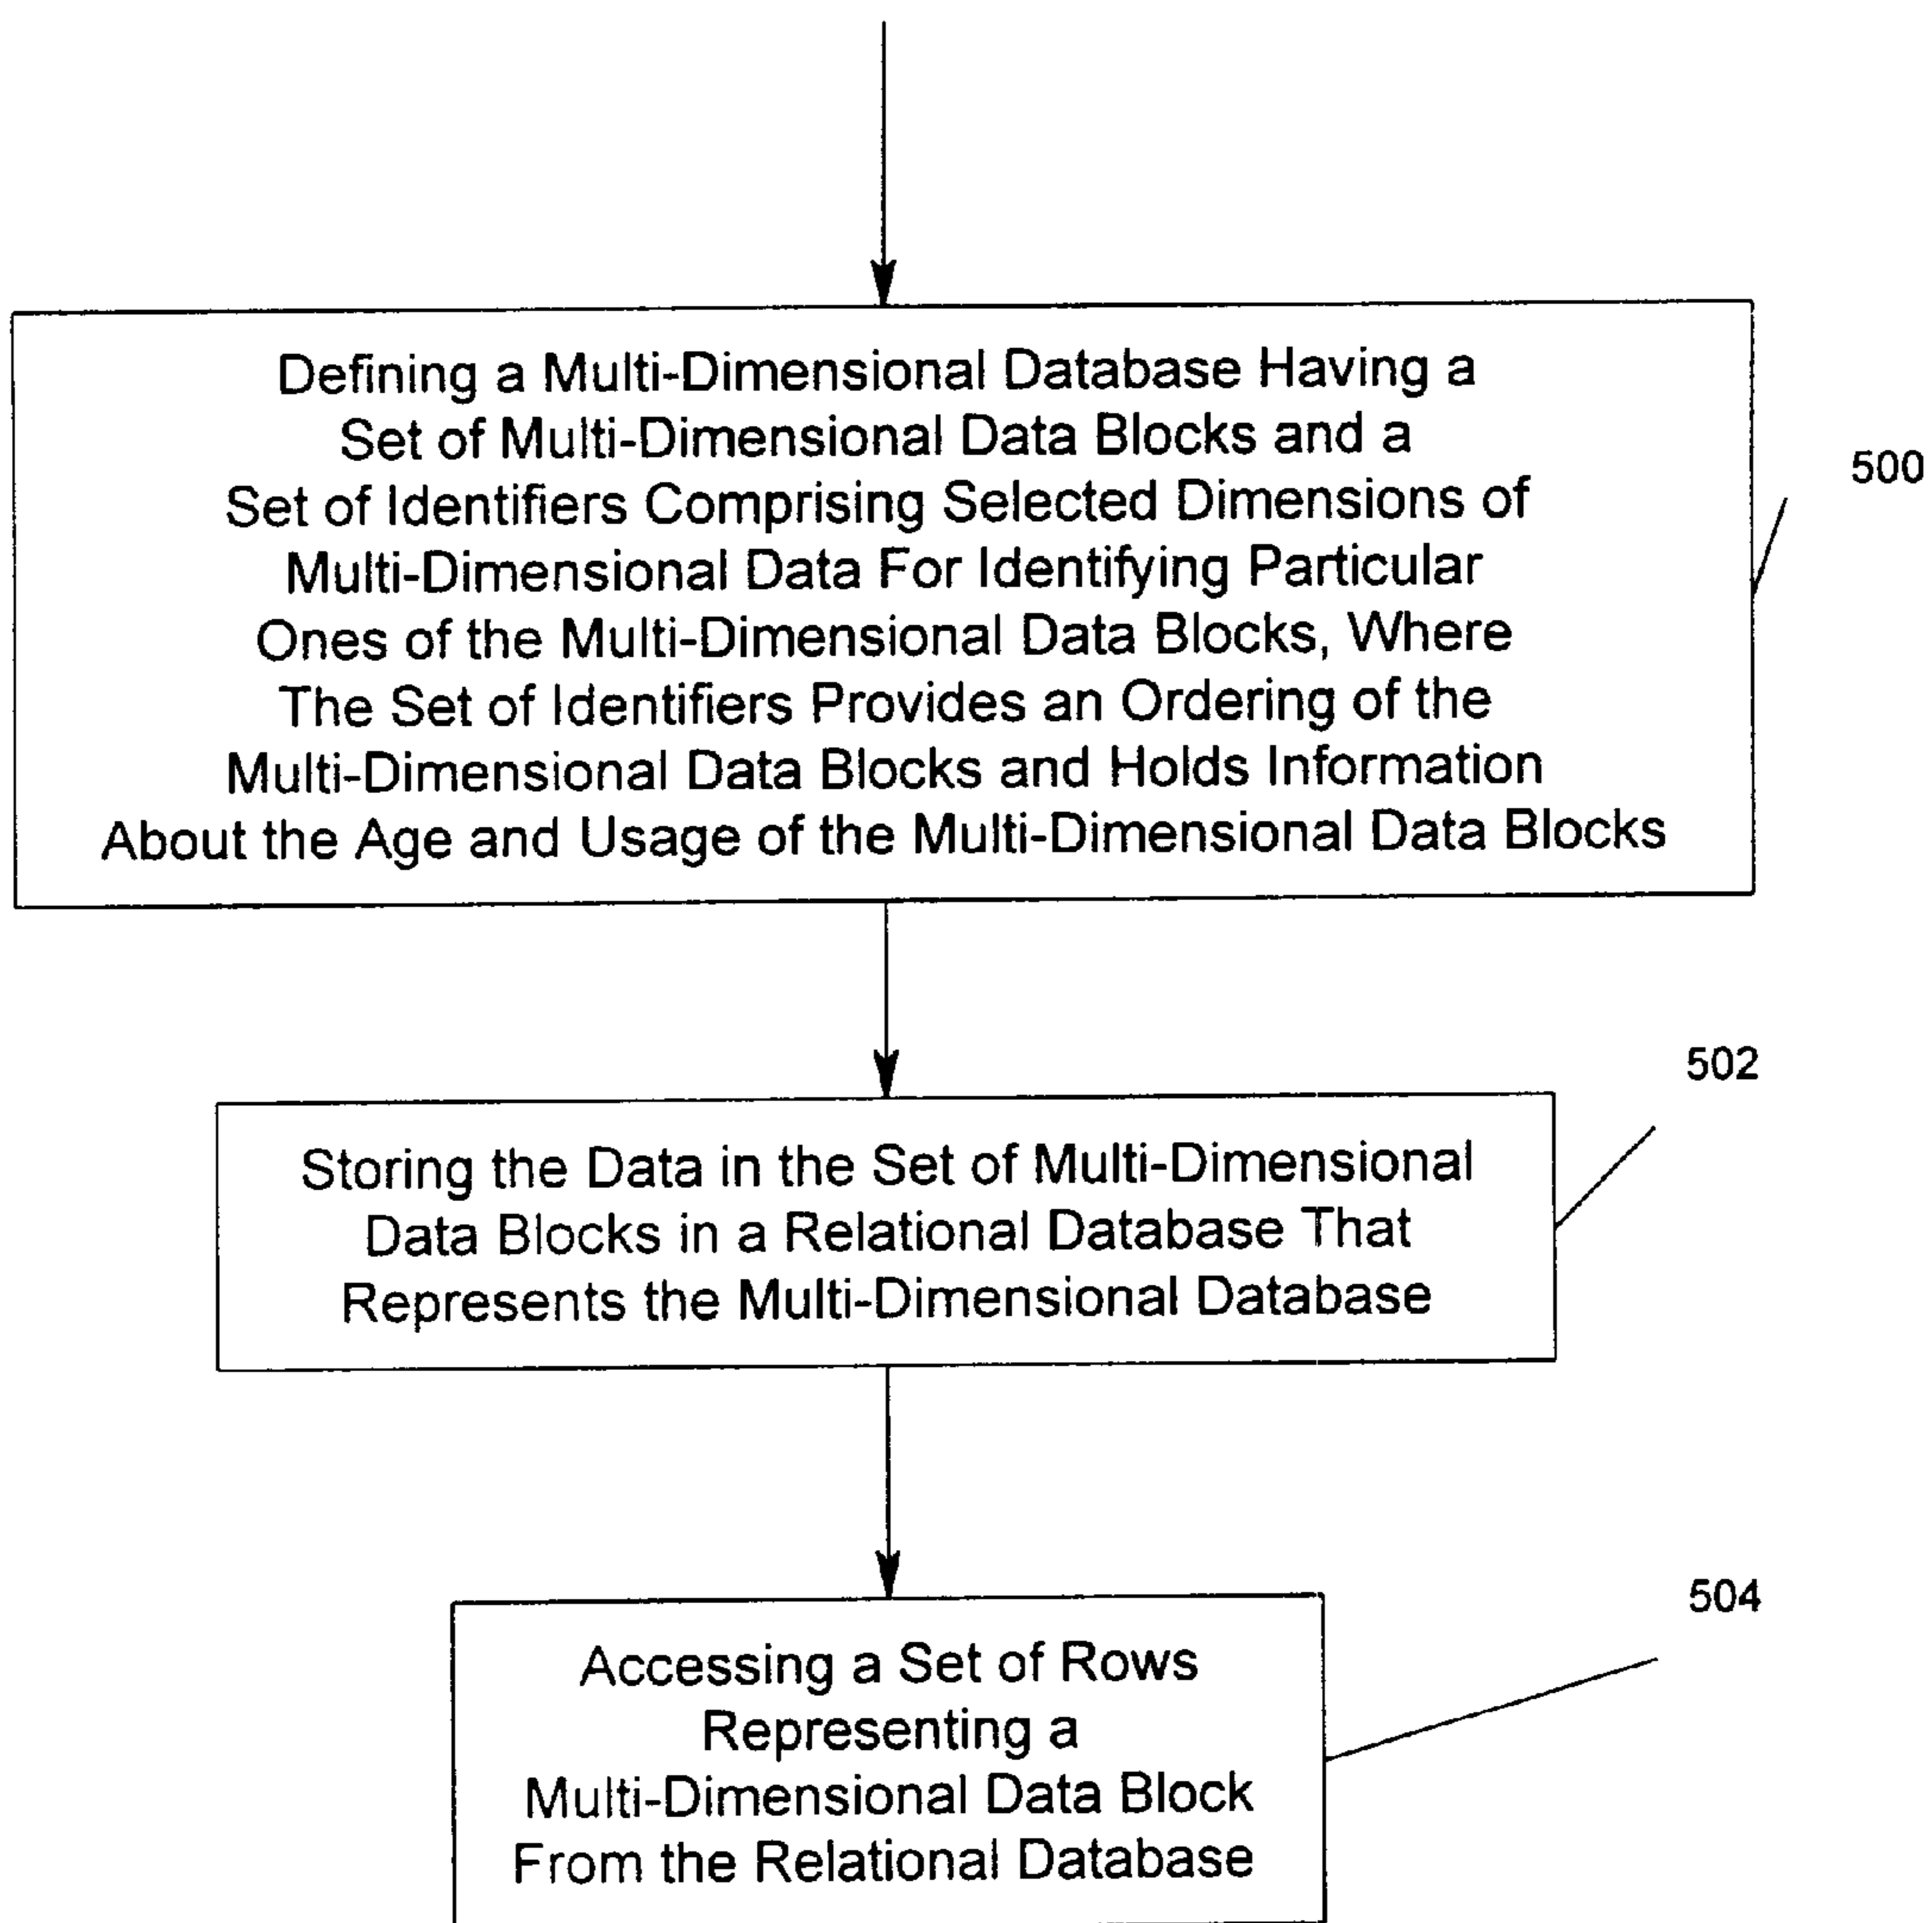 Defining a Multi-Dimensional Database Having a
Set of Multi-Dimensional Data Blocks and a
Set of Identifiers Comprising Selected Dimensions of
Multi-Dimensional Data For Identifying Particular
Ones of the Multi-Dimensional Data Blocks, Where
The Set of Identifiers Provides an Ordering of the
Multi-Dimensional Data Blocks and Holds Information
About the Age and Usage of the Multi-Dimensional Data Blocks
500
502
Storing the Data in the Set of Multi-Dimensional
Data Blocks in a Relational Database That
Represents the Multi-Dimensional Database
504
Accessing a Set of Rows
Representing a
Multi-Dimensional Data Block
From the Relational Database